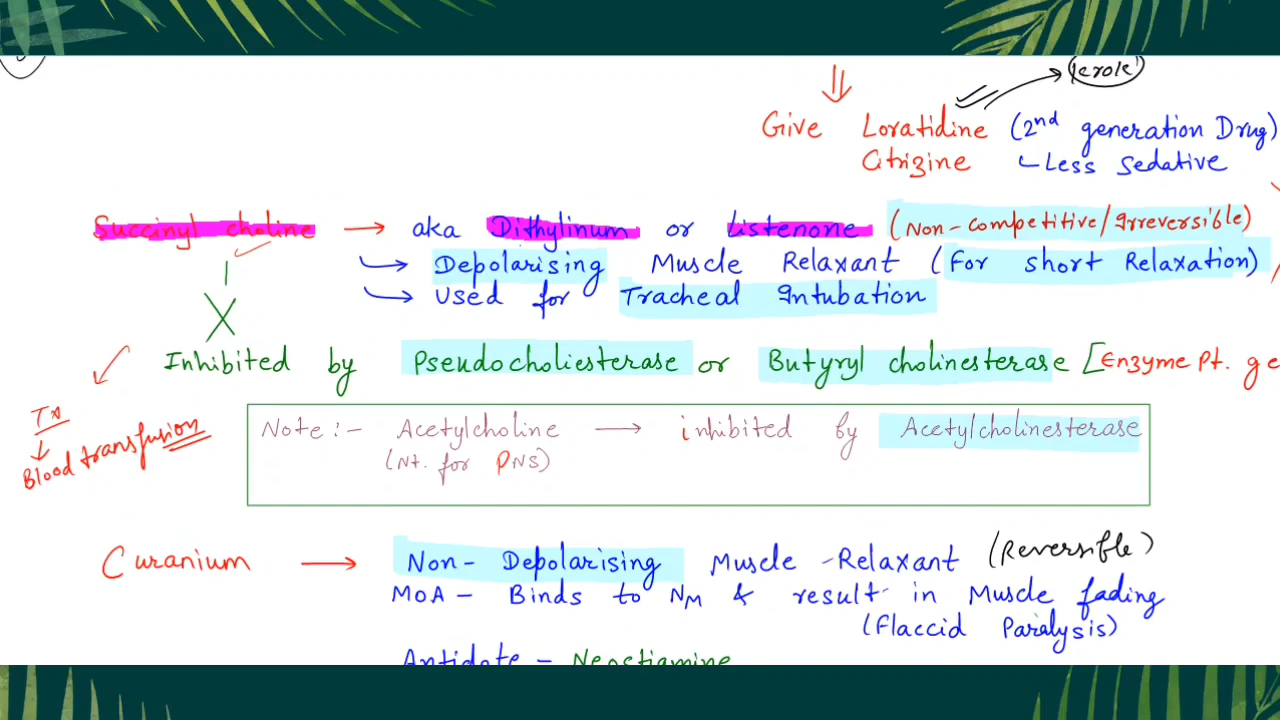 krok'
Give Loratidine (2nd generation Drug)
Citrizine ↳Less sedative
Succinyl choline → aka Dithylinum or Listenone (Non-competitive/Irreversible)
↳ Depolarising Muscle Relaxant (For short Relaxation)
↳ Used for Tracheal Intubation
Inhibited by Pseudocholiesterase or Butyryl cholinesterase [Enzyme Pt. ge
Tx
↓
Blood transfusion
Note:- Acetylcholine → inhibited by Acetylcholinesterase
(Nt. for PNS)
Curanium → Non-Depolarising Muscle-Relaxant (Reversible)
MOA - Binds to NM & result in Muscle fading
(Flaccid Paralysis)
Antidote - Neostigmine